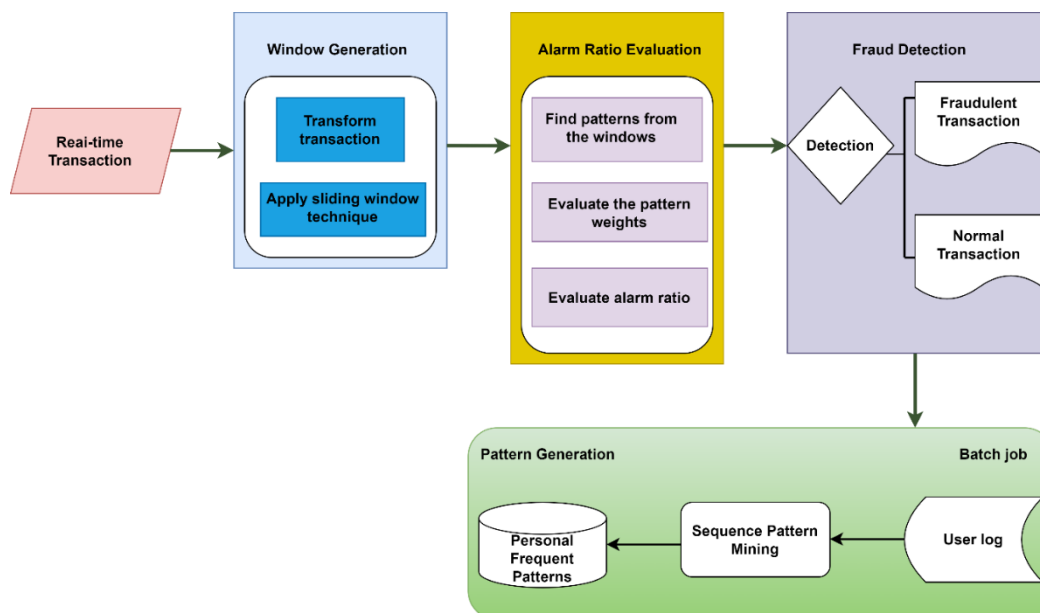 Window Generation
Alarm Ratio Evaluation
Fraud Detection
Reai-time
Transaction
Transform
transaction
Apply sliding window
technique
Find patterns from
the windows
Evaluate the pattern
weights
Evaluate alarm ratio
Detection
Fraudulent
Transaction
Normal
Transaction
Pattern Generation
Batch job
Personal
Frequent
Patterns
Sequence Pattern
Mining
User log